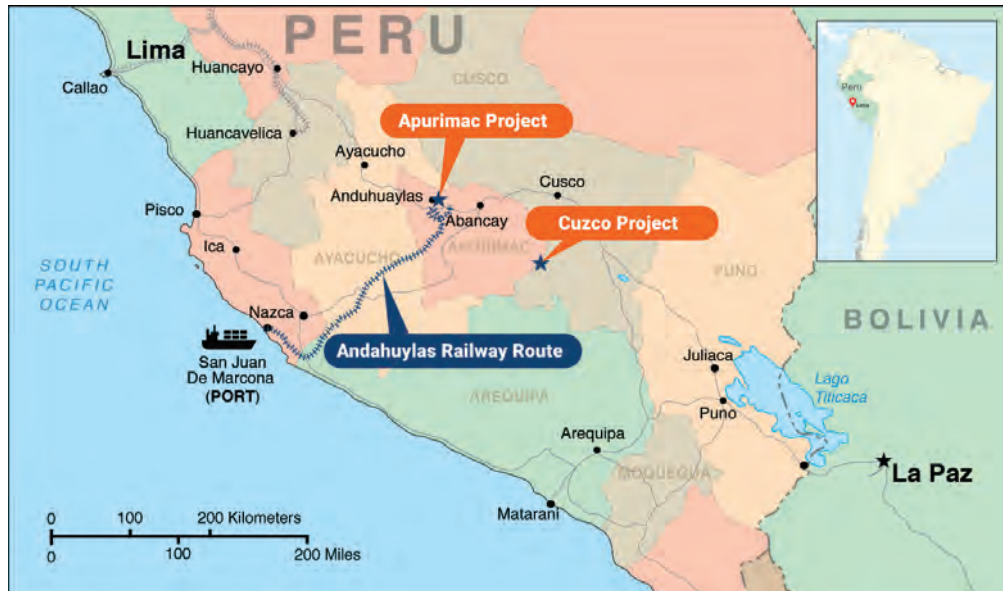 PERU
Lima
Callao
Huancayo
CUSCO
Huancavelica
Apurimac Project
Ayacucho
Anduhuaylas
Cusco
Abancay
Pisco
Cuzco Project
Ica
APURIMAC
AYACUCHO
PUNO
SOUTH
PACIFIC
OCEAN
Nazca
BOLIVIA
Andahuylas Railway Route
San Juan
De Marcona
(PORT)
Juliaca
Lago
Titicaca
AREQUIPA
Puno
Arequipa
MOQUEGUA
La Paz
Matarani
0 100 200 Kilometers
0 100 200 Miles
Peru